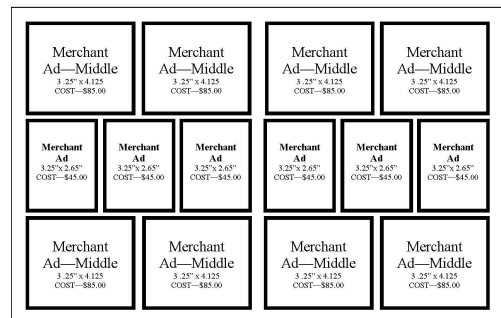 Merchant
Ad—Middle
3 .25" x 4.125
COST—$85.00
Merchant
Ad—Middle
3 .25" x 4.125
COST—$85.00
Merchant
Ad—Middle
3 .25" x 4.125
COST—$85.00
Merchant
Ad—Middle
3 .25" x 4.125
COST—$85.00
Merchant
Ad
3.25"x 2.65"
COST—$45.00
Merchant
Ad
3.25"x 2.65"
COST—$45.00
Merchant
Ad
3.25"x 2.65"
COST—$45.00
Merchant
Ad
3.25"x 2.65"
COST—$45.00
Merchant
Ad
3.25"x 2.65"
COST—$45.00
Merchant
Ad
3.25"x 2.65"
COST—$45.00
Merchant
Ad—Middle
3 .25" x 4.125
COST—$85.00
Merchant
Ad—Middle
3 .25" x 4.125
COST—$85.00
Merchant
Ad—Middle
3 .25" x 4.125
COST—$85.00
Merchant
Ad—Middle
3 .25" x 4.125
COST—$85.00